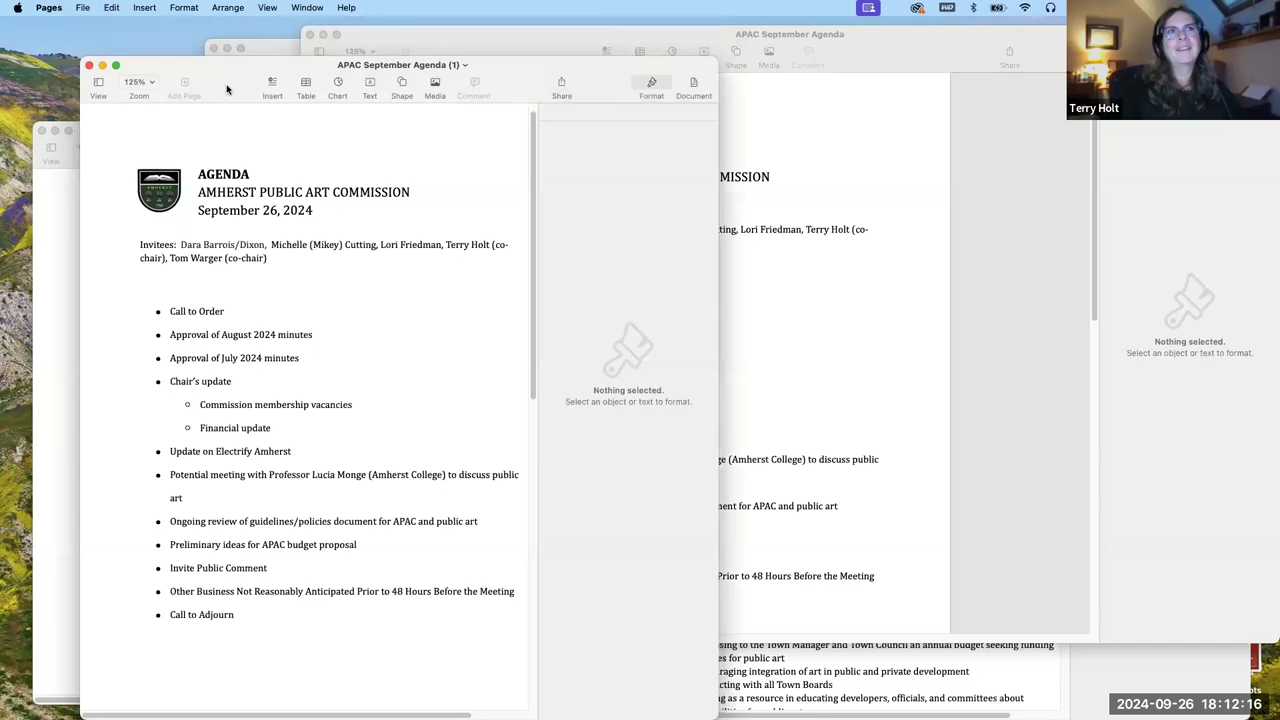 Pages File Edit Insert Format Arrange View Window Help
APAC September Agenda
125%
Shape Media Comment Share
APAC September Agenda (1)
125%
View Zoom Add Page Insert Table Chart Text Shape Media Comment Share Format Document
View
Terry Holt
AGENDA
AMHERST PUBLIC ART COMMISSION
September 26, 2024
Invitees: Dara Barrois/Dixon, Michelle (Mikey) Cutting, Lori Friedman, Terry Holt (co-
chair), Tom Warger (co-chair)
• Call to Order
• Approval of August 2024 minutes
• Approval of July 2024 minutes
• Chair's update
o Commission membership vacancies
o Financial update
• Update on Electrify Amherst
• Potential meeting with Professor Lucia Monge (Amherst College) to discuss public
art
• Ongoing review of guidelines/policies document for APAC and public art
• Preliminary ideas for APAC budget proposal
• Invite Public Comment
• Other Business Not Reasonably Anticipated Prior to 48 Hours Before the Meeting
• Call to Adjourn
Nothing selected.
Select an object or text to format.
MISSION
tting, Lori Friedman, Terry Holt (co-
ge (Amherst College) to discuss public
ment for APAC and public art
Prior to 48 Hours Before the Meeting
Nothing selected.
Select an object or text to format.
sing to the Town Manager and Town Council an annual budget seeking funding
es for public art
raging integration of art in public and private development
cting with all Town Boards
ng as a resource in educating developers, officials, and committees about
2024-09-26 18:12:16